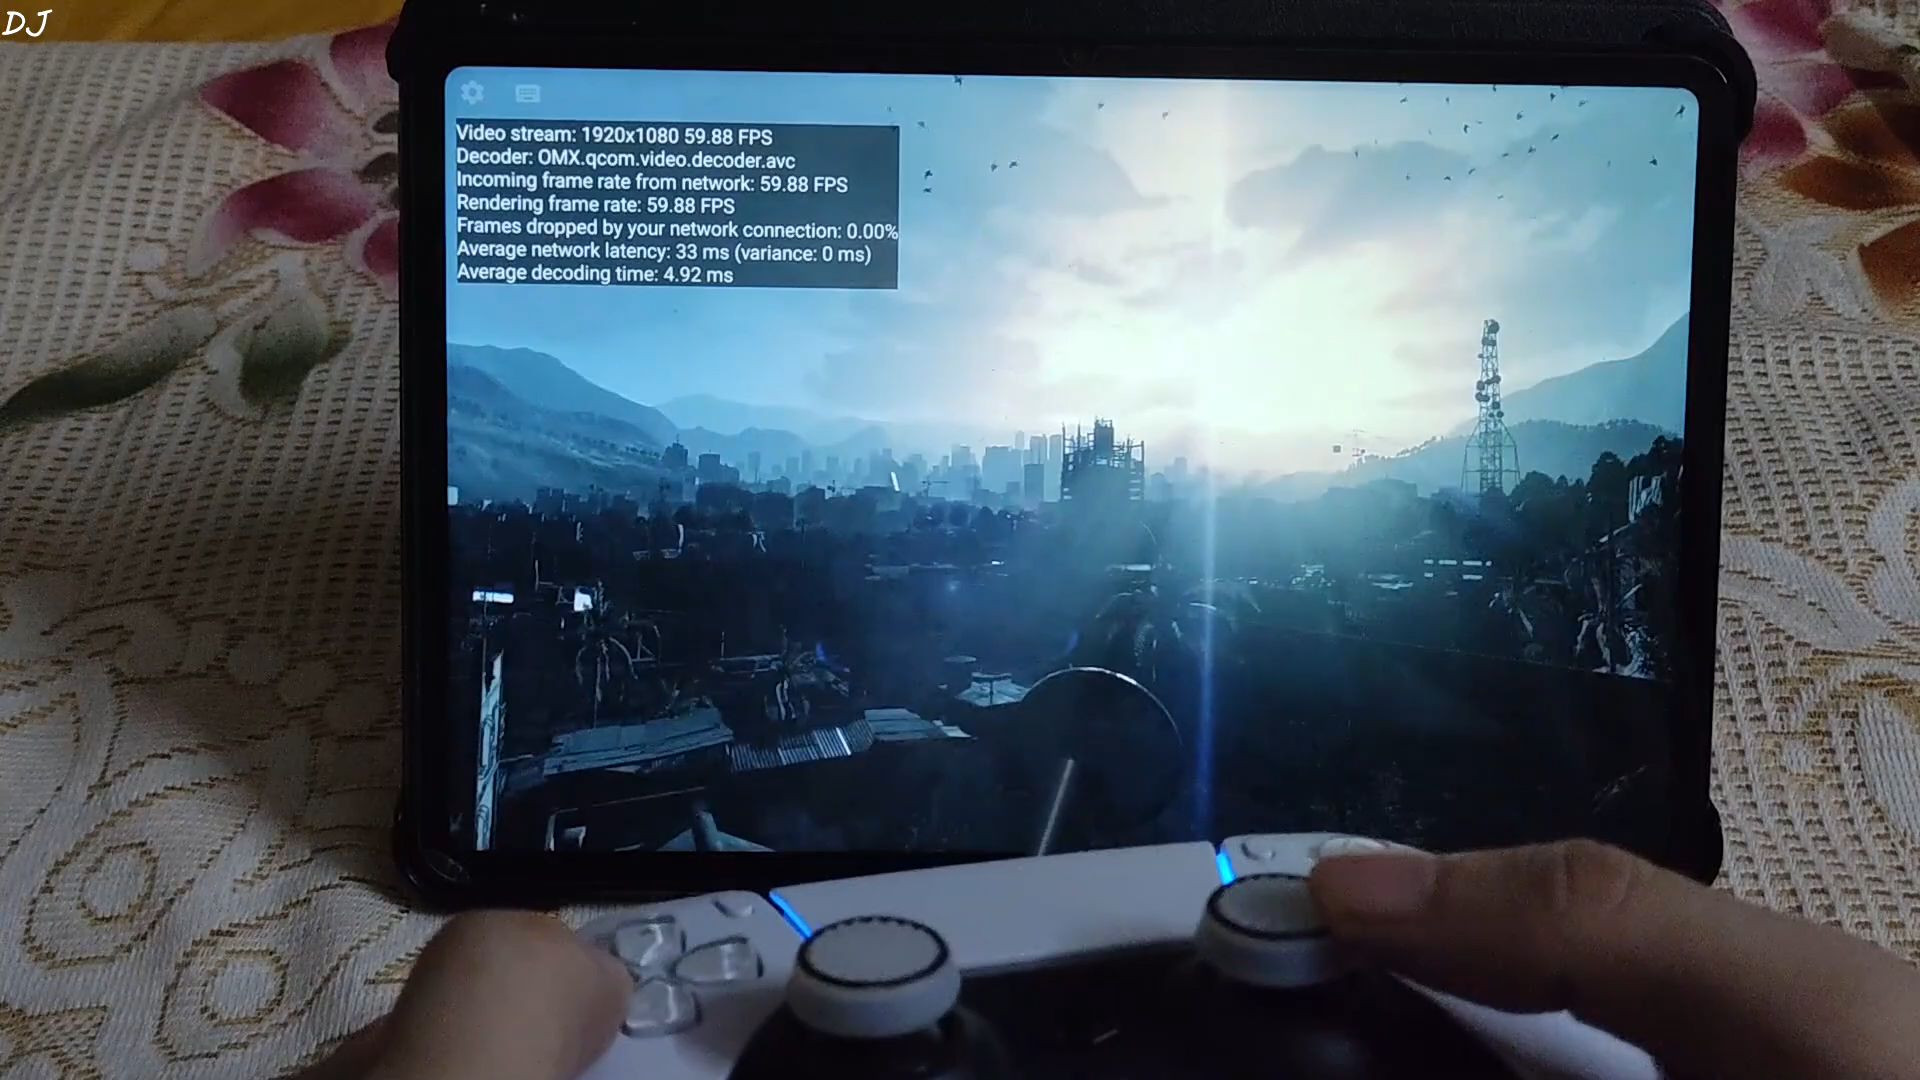 DJ
Video stream: 1920x1080 59.88 FPS
Decoder: OMX.qcom.video.decoder.avc
Incoming frame rate from network: 59.88 FPS
Rendering frame rate: 59.88 FPS
Frames dropped by your network connection: 0.00%
Average network latency: 33 ms (variance: 0 ms)
Average decoding time: 4.92 ms